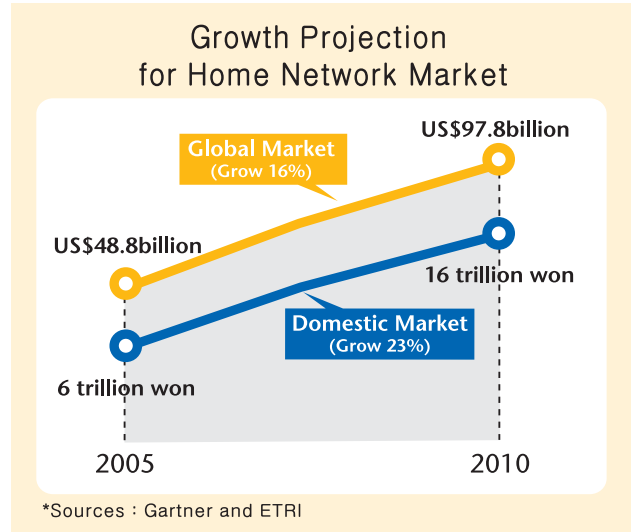 Growth Projection
for Home Network Market
US$97.8billion
Global Market
(Grow 16%)
US$48.8billion
16 trillion won
Domestic Market
(Grow 23%)
6 trillion won
2005
2010
*Sources : Gartner and ETRI